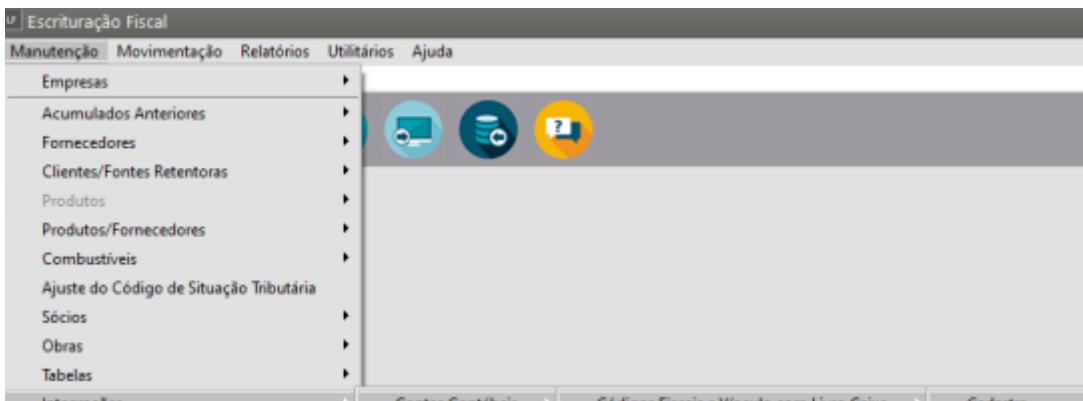 Escrituração Fiscal
Manutenção Movimentação Relatórios Utilitários Ajuda
Empresas
Acumulados Anteriores
Fornecedores
Clientes/Fontes Retentoras
Produtos
Produtos/Fornecedores
Combustíveis
Ajuste do Código de Situação Tributária
Sócios
Obras
Tabelas